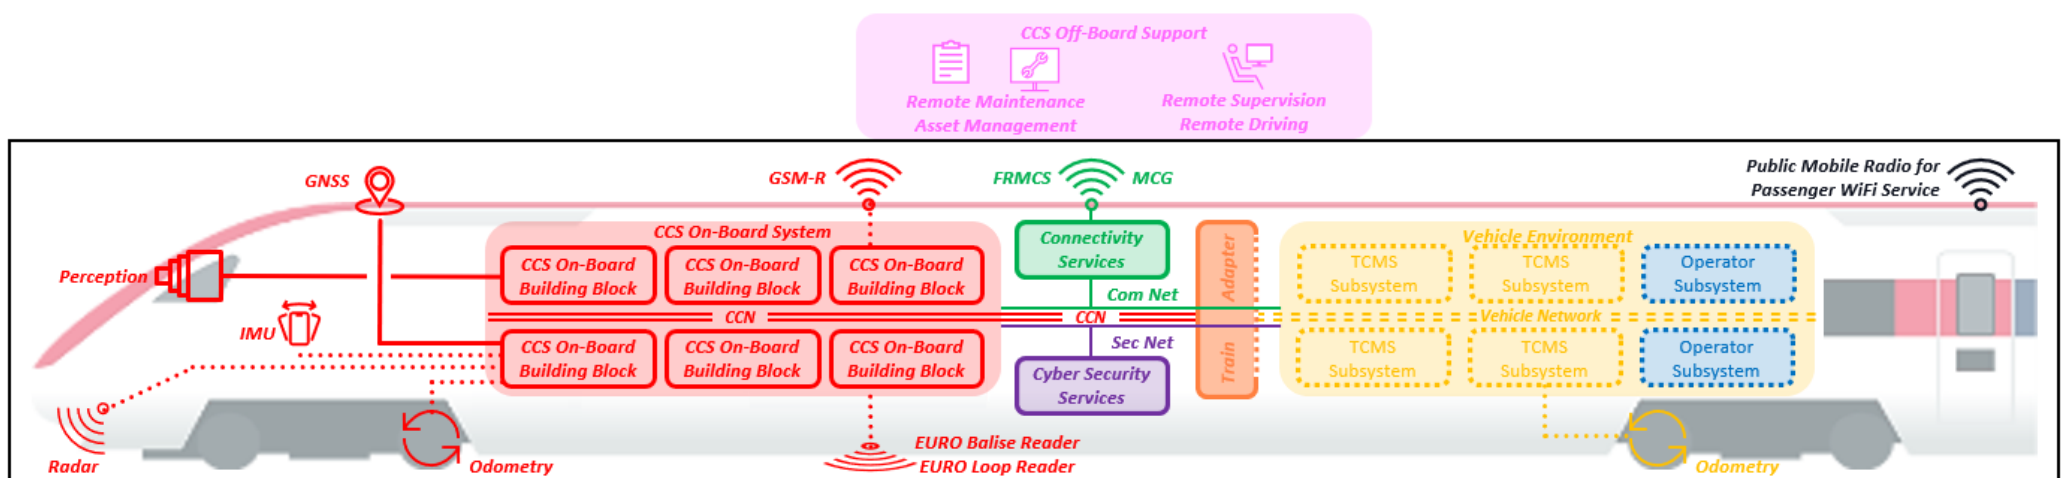 CCS Off-Board Support
Remote Maintenance
Asset Management
Remote Supervision
Remote Driving
GNSS
GSM-R
FRMCS
MCG
Public Mobile Radio for
Passenger WiFi Service
Perception
IMU
Radar
Odometry
CCS On-Board System
CCS On-Board
Building Block
CCS On-Board
Building Block
CCS On-Board
Building Block
CCN
CCS On-Board
Building Block
CCS On-Board
Building Block
CCS On-Board
Building Block
EURO Balise Reader
EURO Loop Reader
Connectivity
Services
Com Net
CCN
Sec Net
Cyber Security
Services
Train Adapter
Vehicle Environment
TCMS
Subsystem
TCMS
Subsystem
Operator
Subsystem
Vehicle Network
TCMS
Subsystem
TCMS
Subsystem
Operator
Subsystem
Odometry